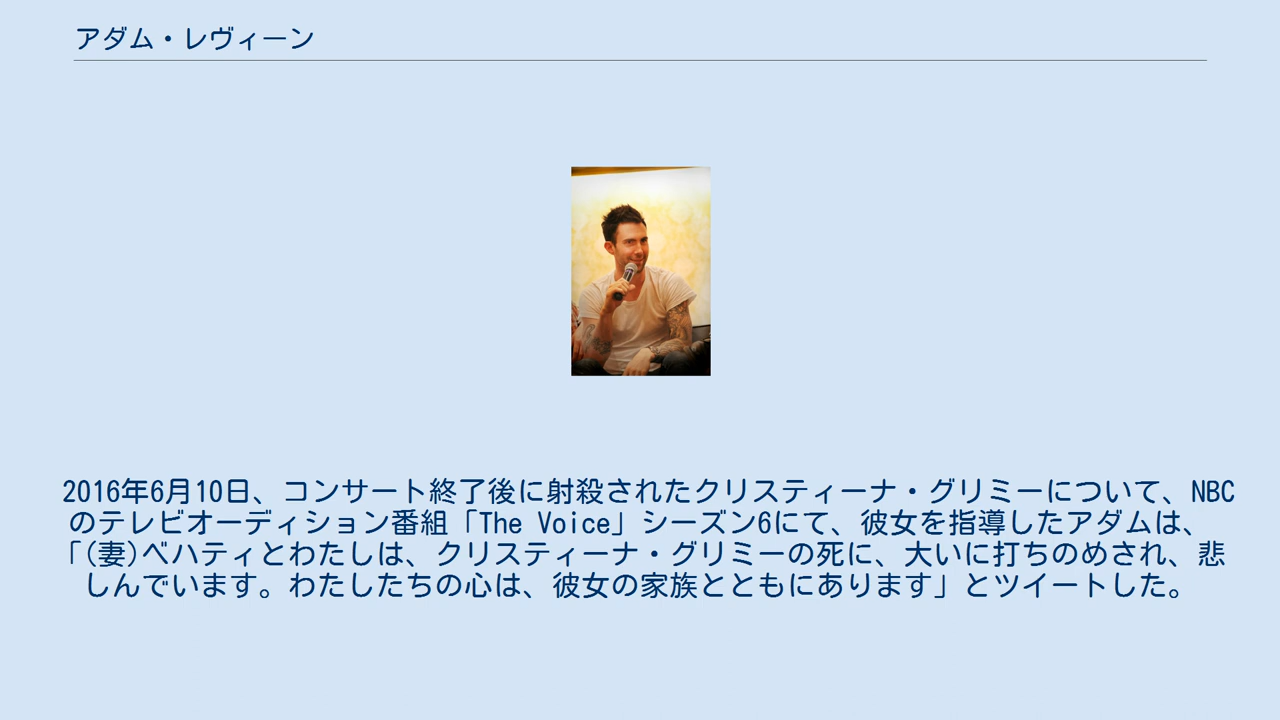 アダム・レヴィーン
2016年6月10日、コンサート終了後に射殺されたクリスティーナ・グリミーについて、NBC
のテレビオーディション番組「The Voice」シーズン6にて、彼女を指導したアダムは、
「(妻)ベハティとわたしは、クリスティーナ・グリミーの死に、大いに打ちのめされ、悲
しんでいます。わたしたちの心は、彼女の家族とともにあります」とツイートした。